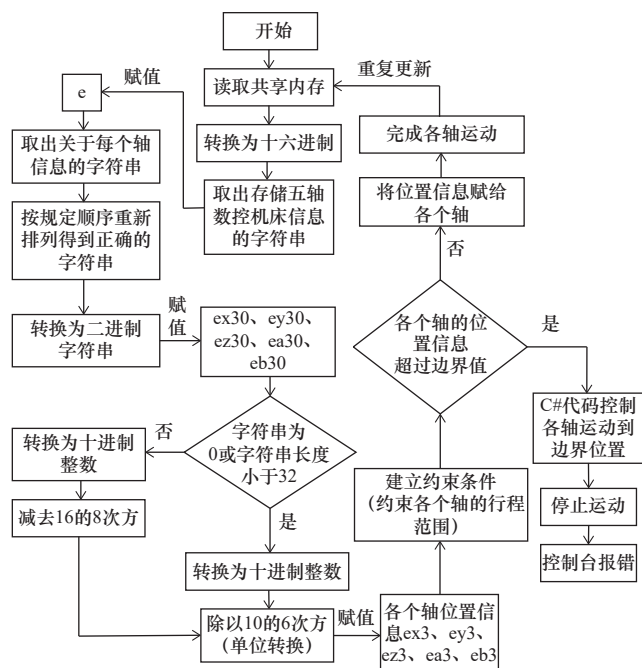 开始
读取共享内存
转换为十六进制
取出存储五轴
数控机床信息
的字符串
赋值
e
取出关于每个轴
信息的字符串
按规定顺序重新
排列得到正确的
字符串
转换为二进制
字符串
赋
值
ex30、ey30、
ez30、ea30、
eb30
字符串为
0或字符串长度
小于32
否
转换为十进制
整数
减去16的8次方
是
转换为十进制整数
除以10的6次方
(单位转换)
赋值
各个轴位置信
息ex3、ey3、
ez3、ea3、eb3
建立约束条件
(约束各个轴的行程
范围)
各个轴的位
置信息
超过边界值
否
将位置信息赋给
各个轴
完成各轴运动
重复更新
是
C#代码控制
各轴运动到
边界位置
停止运动
控制台报错